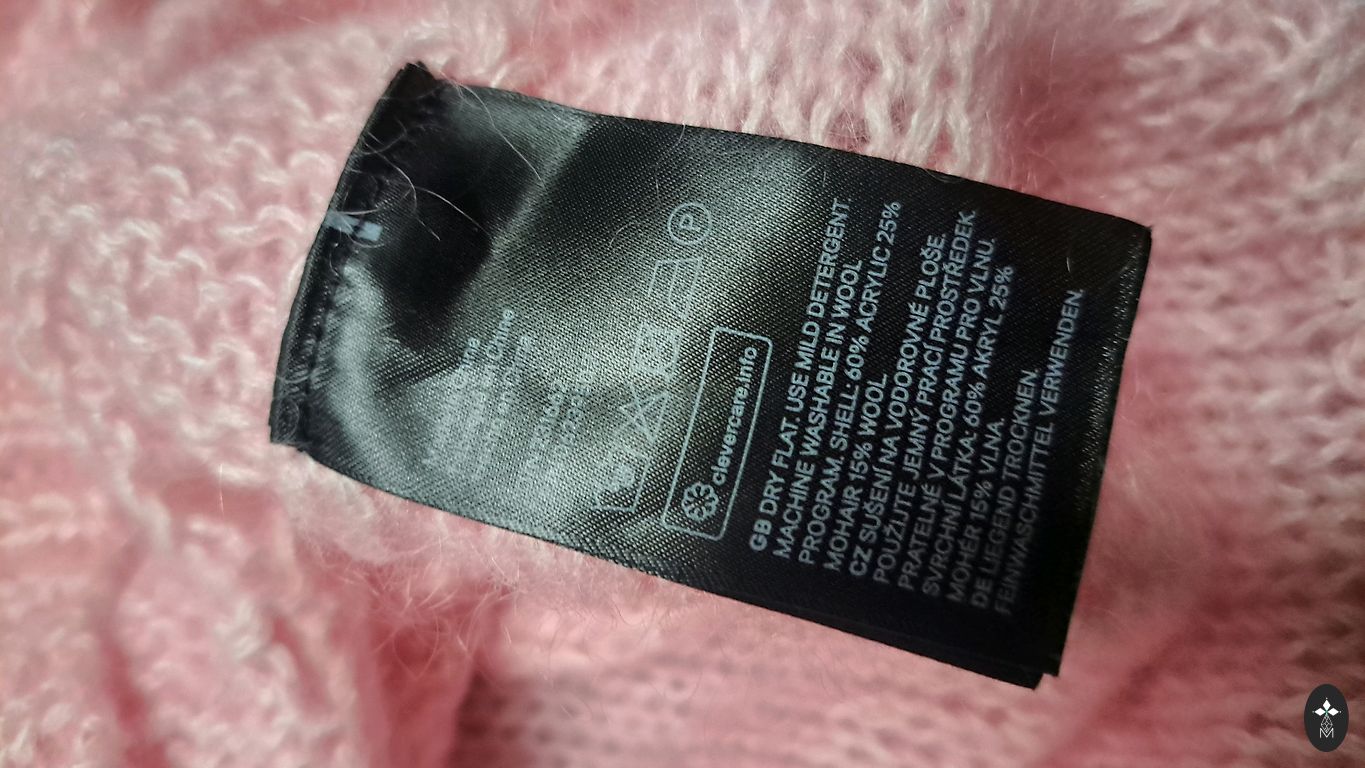 P
clevercare.info
GB DRY FLAT. USE MILD DETERGENT.
MACHINE WASHABLE IN WOOL
PROGRAM. SHELL: 60% ACRYLIC 25%
MOHAIR 15% WOOL
CZ SUŠENÍ NA VODOROVNÉ PLOŠE.
POUŽIJTE JEMNÝ PRACÍ PROSTŘEDEK.
PRATELNÉ V PROGRAMU PRO VLNU.
SVRCHNÍ LÁTKA: 60% AKRYL 25%
MOHÉR 15% VLNA.
DE LIEGEND TROCKNEN.
FEINWASCHMITTEL VERWENDEN.
M